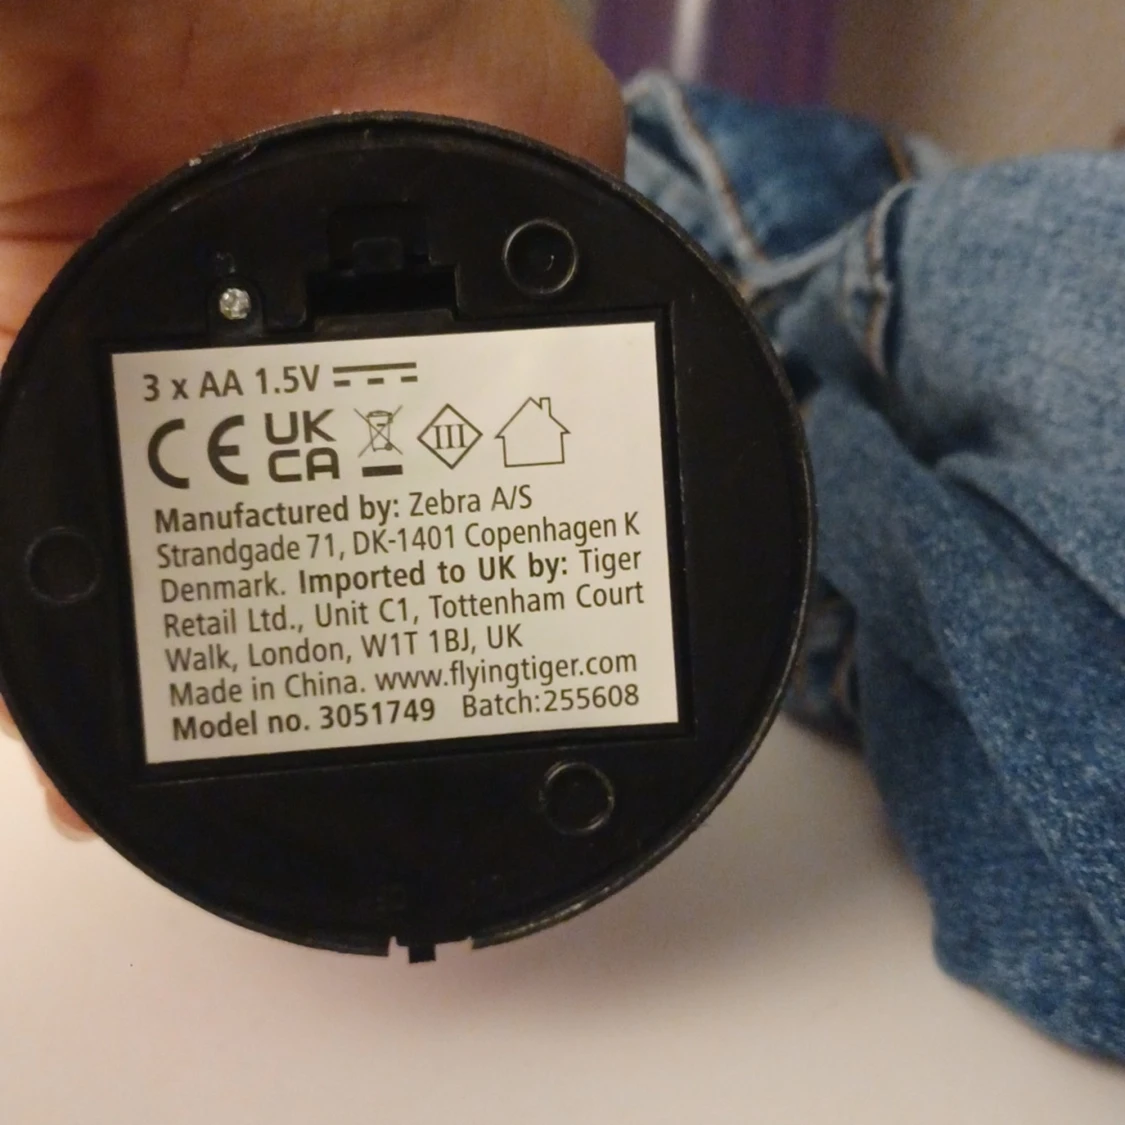 3 x AA 1.5V
CE UK CA III
Manufactured by: Zebra A/S
Strandgade 71, DK-1401 Copenhagen K
Denmark. Imported to UK by: Tiger
Retail Ltd., Unit C1, Tottenham Court
Walk, London, W1T 1BJ, UK
Made in China. www.flyingtiger.com
Model no. 3051749 Batch:255608